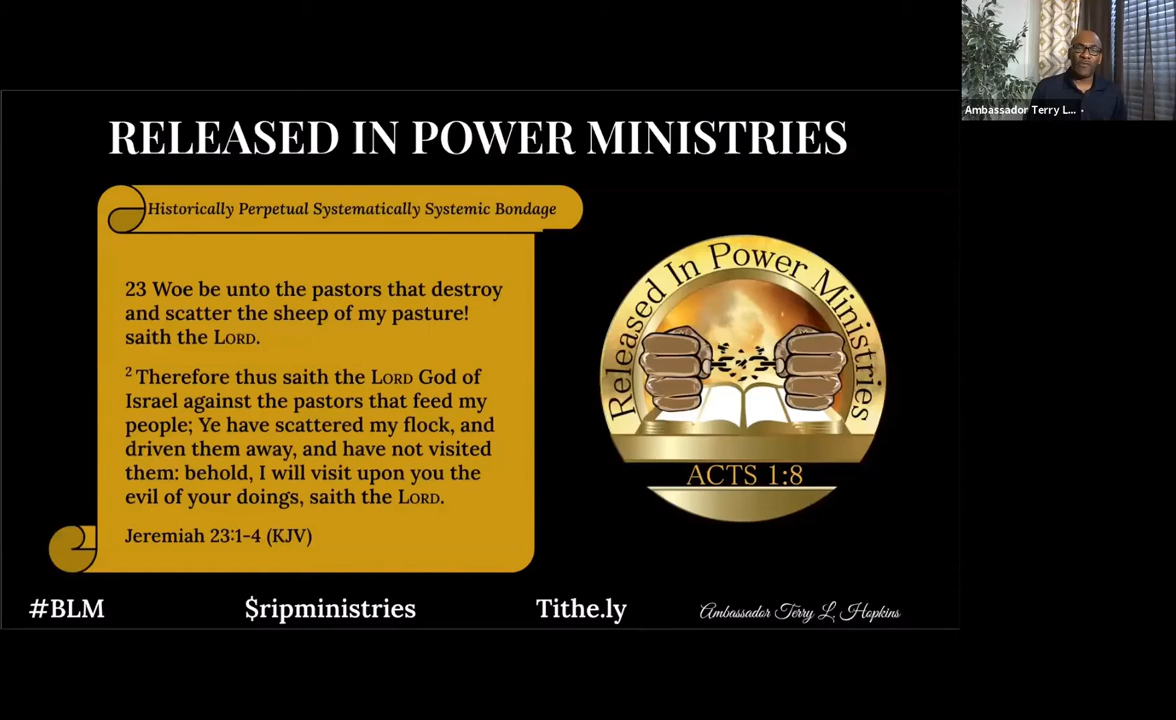 Ambassador Terry L...
RELEASED IN POWER MINISTRIES
Historically Perpetual Systematically Systemic Bondage
23 Woe be unto the pastors that destroy
and scatter the sheep of my pasture!
saith the LORD.
2 Therefore thus saith the LORD God of
Israel against the pastors that feed my
people; Ye have scattered my flock, and
driven them away, and have not visited
them: behold, I will visit upon you the
evil of your doings, saith the LORD.
Jeremiah 23:1-4 (KJV)
Released In Power Ministries
ACTS 1:8
#BLM
$ripministries
Tithe.ly
Ambassador Terry L. Hopkins